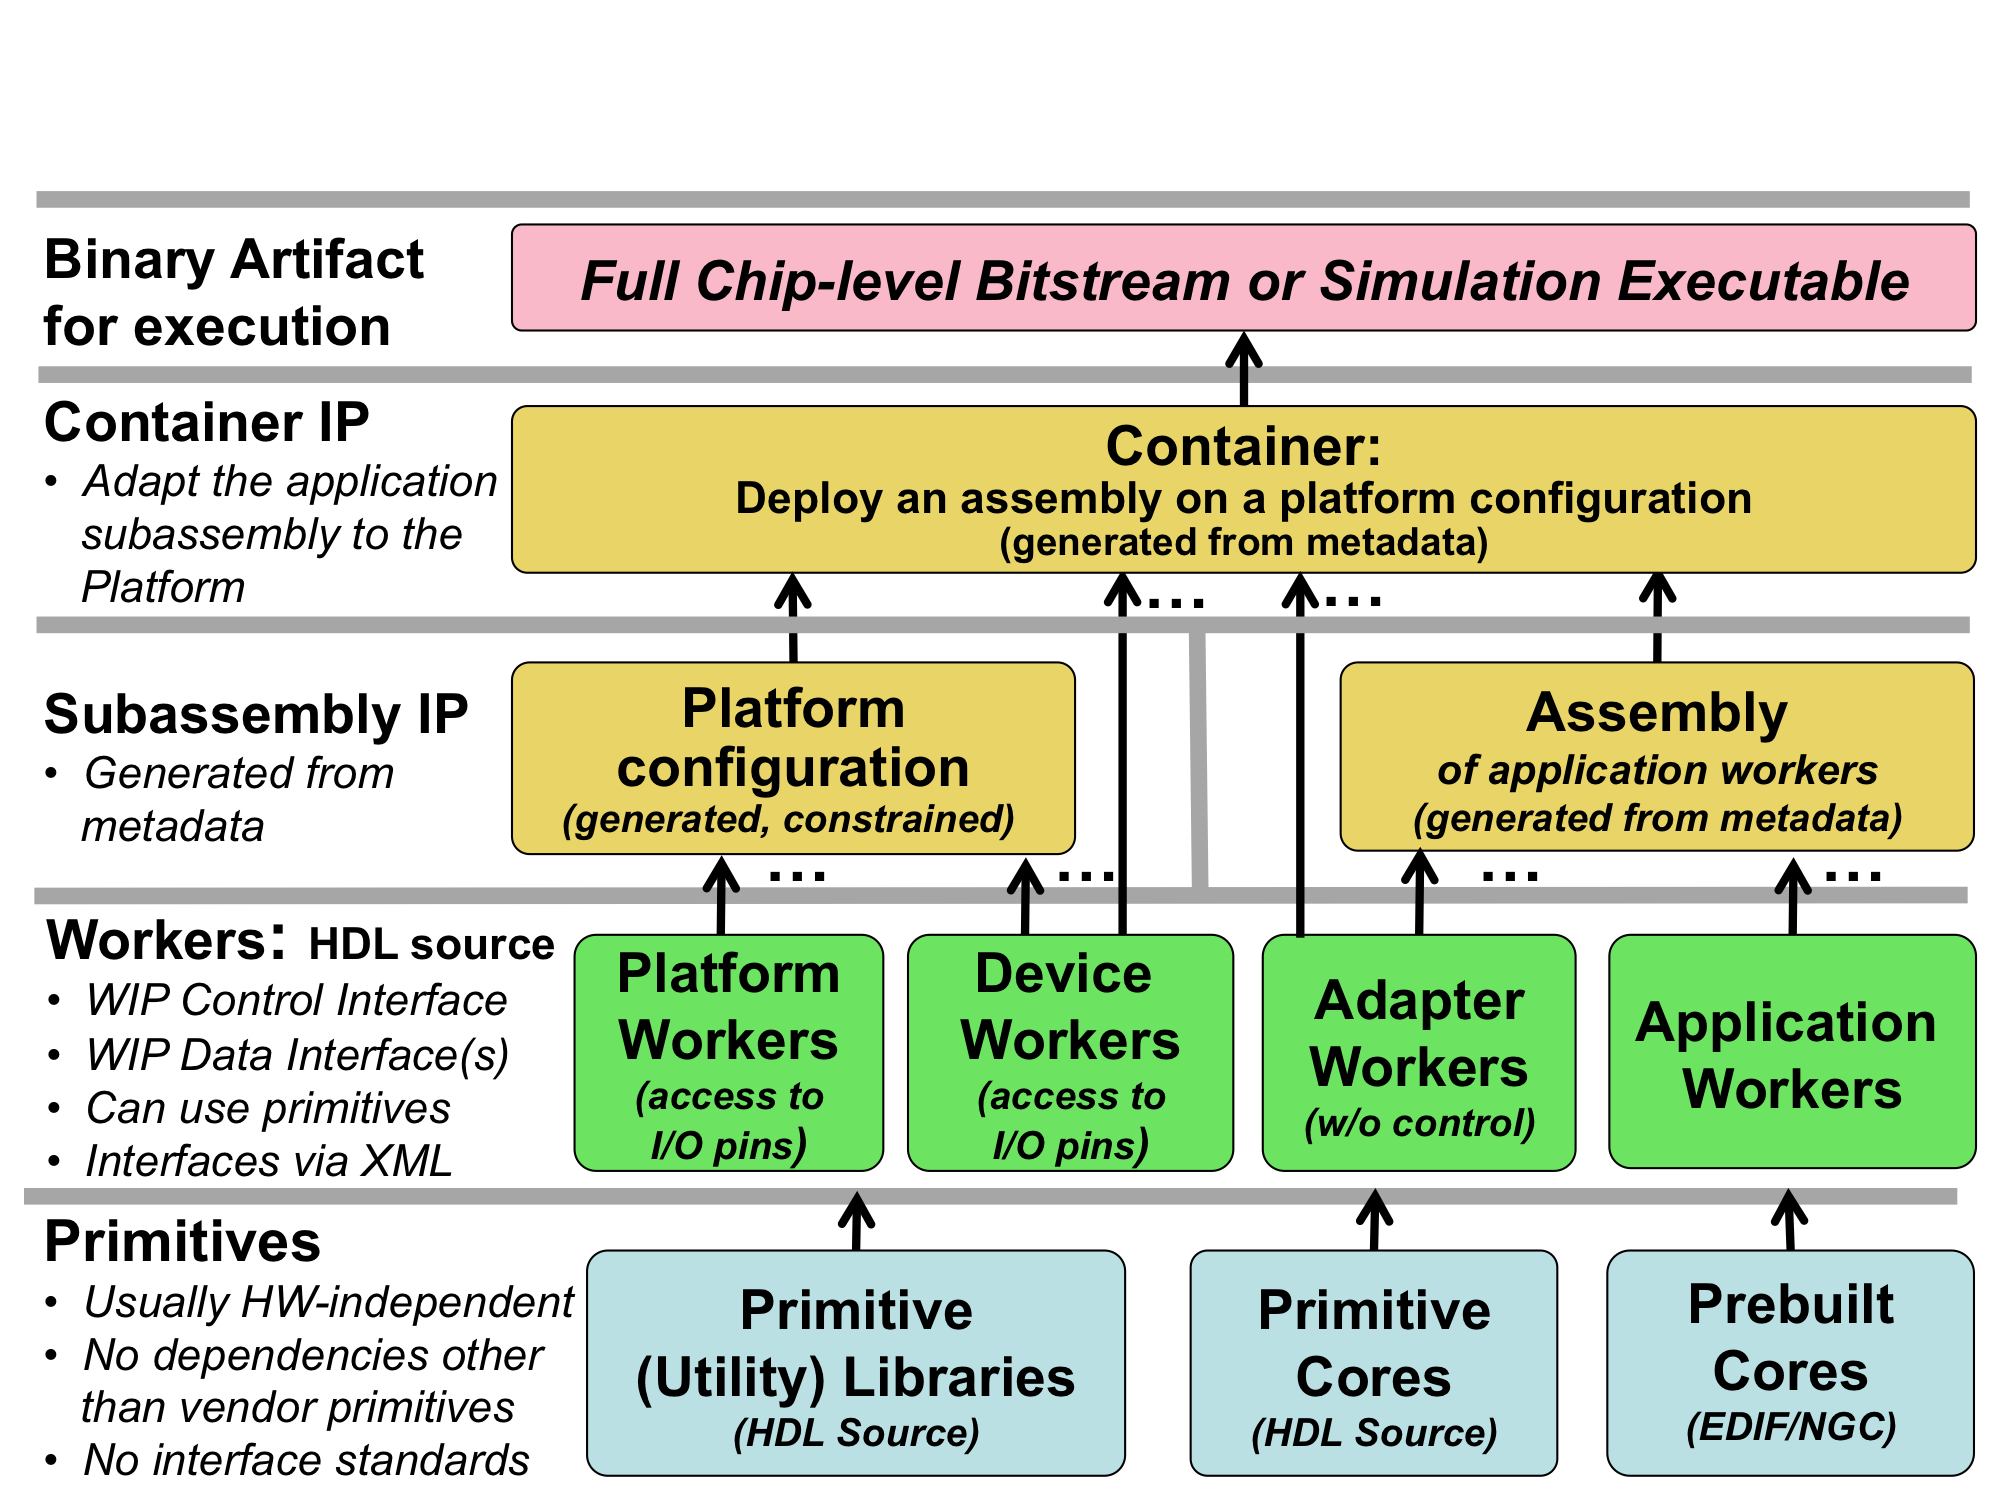 Binary Artifact
for execution
Full Chip-level Bitstream or Simulation Executable
Container IP
• Adapt the application
subassembly to the
Platform
Container:
Deploy an assembly on a platform configuration
(generated from metadata)
... ...
Subassembly IP
• Generated from
metadata
Platform
configuration
(generated, constrained)
Assembly
of application workers
(generated from metadata)
... ... ... ...
Workers: HDL source
• WIP Control Interface
• WIP Data Interface(s)
• Can use primitives
• Interfaces via XML
Platform
Workers
(access to
I/O pins)
Device
Workers
(access to
I/O pins)
Adapter
Workers
(w/o control)
Application
Workers
Primitives
• Usually HW-independent
• No dependencies other
than vendor primitives
• No interface standards
Primitive
(Utility) Libraries
(HDL Source)
Primitive
Cores
(HDL Source)
Prebuilt
Cores
(EDIF/NGC)